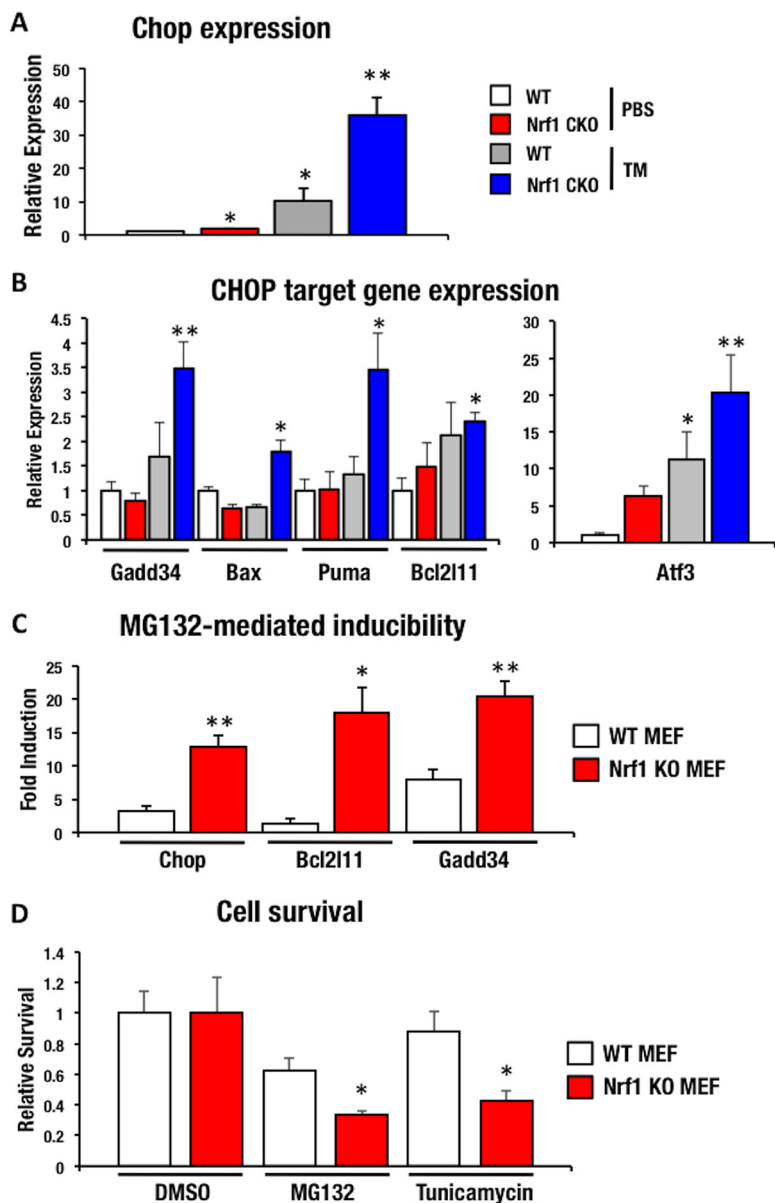 A
Chop expression
Relative Expression
50
40
30
20
10
0
*
*
**
WT
Nrf1 CKO
PBS
WT
Nrf1 CKO
TM
B
CHOP target gene expression
Relative Expression
4.5
4
3.5
3
2.5
2
1.5
1
0.5
0
**
*
*
*
Gadd34 Bax Puma Bcl2l11
30
25
20
15
10
5
0
*
**
Atf3
C
MG132-mediated inducibility
Fold Induction
25
20
15
10
5
0
**
*
**
Chop Bcl2l11 Gadd34
WT MEF
Nrf1 KO MEF
D
Cell survival
Relative Survival
1.4
1.2
1
0.8
0.6
0.4
0.2
0
*
*
DMSO MG132 Tunicamycin
WT MEF
Nrf1 KO MEF